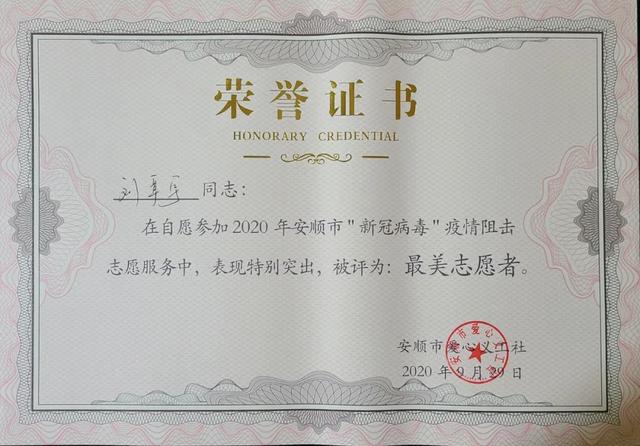 荣誉证书
HONORARY CREDENTIAL
同志：
在自愿参加2020年安顺市"新冠病毒"疫情阻击
志愿服务中，表现特别突出，被评为：最美志愿者。
安顺市爱心义工社
2020年9月29日